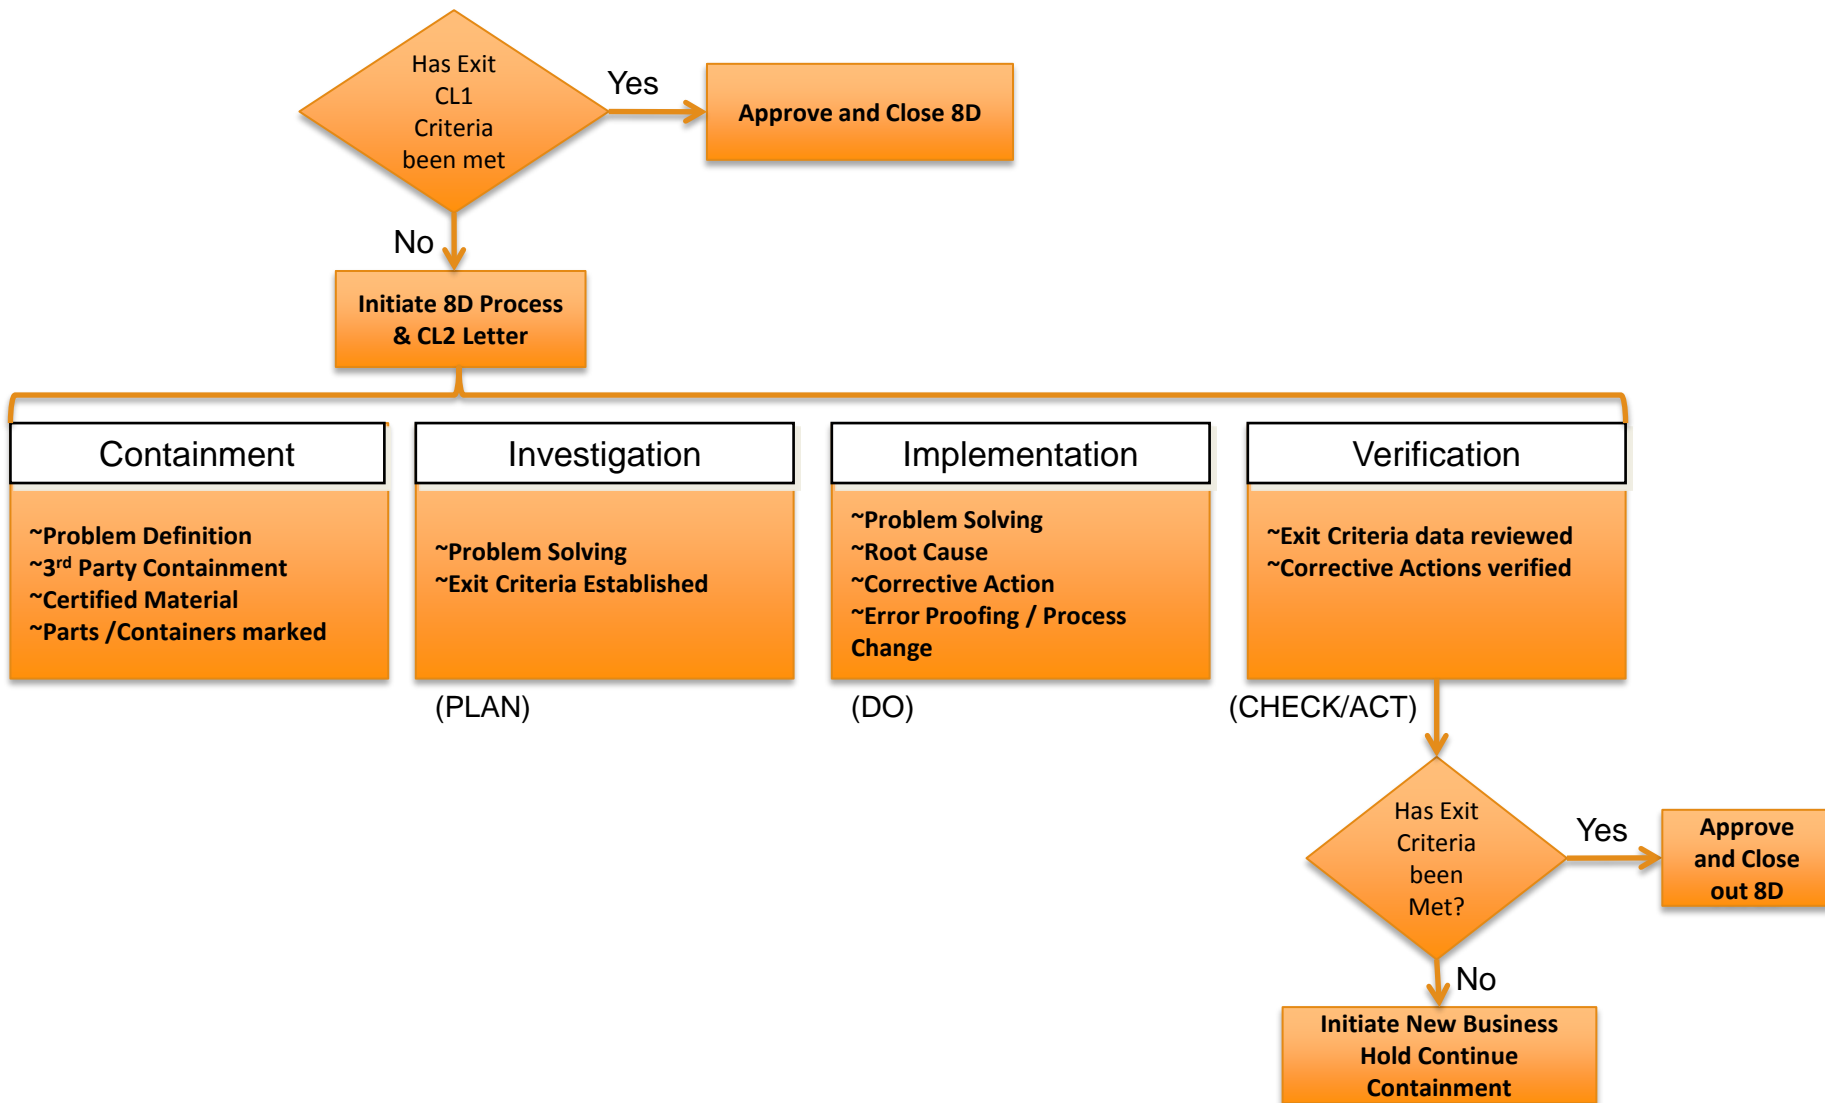 Has Exit
CL1
Criteria
been met
Yes
Approve and Close 8D
No
Initiate 8D Process
& CL2 Letter
Containment
~Problem Definition
~3rd Party Containment
~Certified Material
~Parts /Containers marked
Investigation
~Problem Solving
~Exit Criteria Established
(PLAN)
Implementation
~Problem Solving
~Root Cause
~Corrective Action
~Error Proofing / Process
Change
(DO)
Verification
~Exit Criteria data reviewed
~Corrective Actions verified
(CHECK/ACT)
Has Exit
Criteria
been
Met?
Yes
Approve
and Close
out 8D
No
Initiate New Business
Hold Continue
Containment